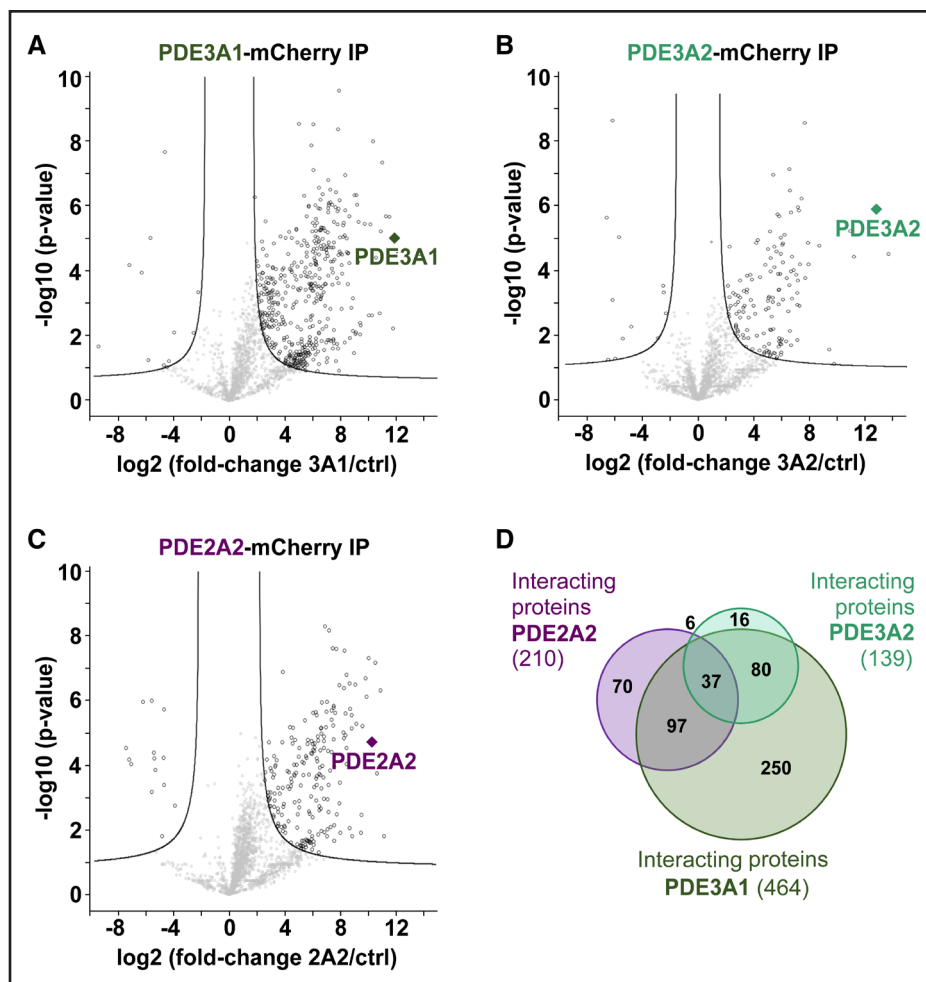 A
PDE3A1-mCherry IP
10
8
6
4
2
0
-log10 (p-value)
PDE3A1
-8 -4 0 4 8 12
log2 (fold-change 3A1/ctrl)
B
PDE3A2-mCherry IP
10
8
6
4
2
0
-log10 (p-value)
PDE3A2
-8 -4 0 4 8 12
log2 (fold-change 3A2/ctrl)
C
PDE2A2-mCherry IP
10
8
6
4
2
0
-log10 (p-value)
PDE2A2
-8 -4 0 4 8 12
log2 (fold-change 2A2/ctrl)
D
Interacting
proteins
PDE2A2
(210)
Interacting
proteins
PDE3A2
(139)
6
16
70
37
80
97
250
Interacting proteins
PDE3A1 (464)